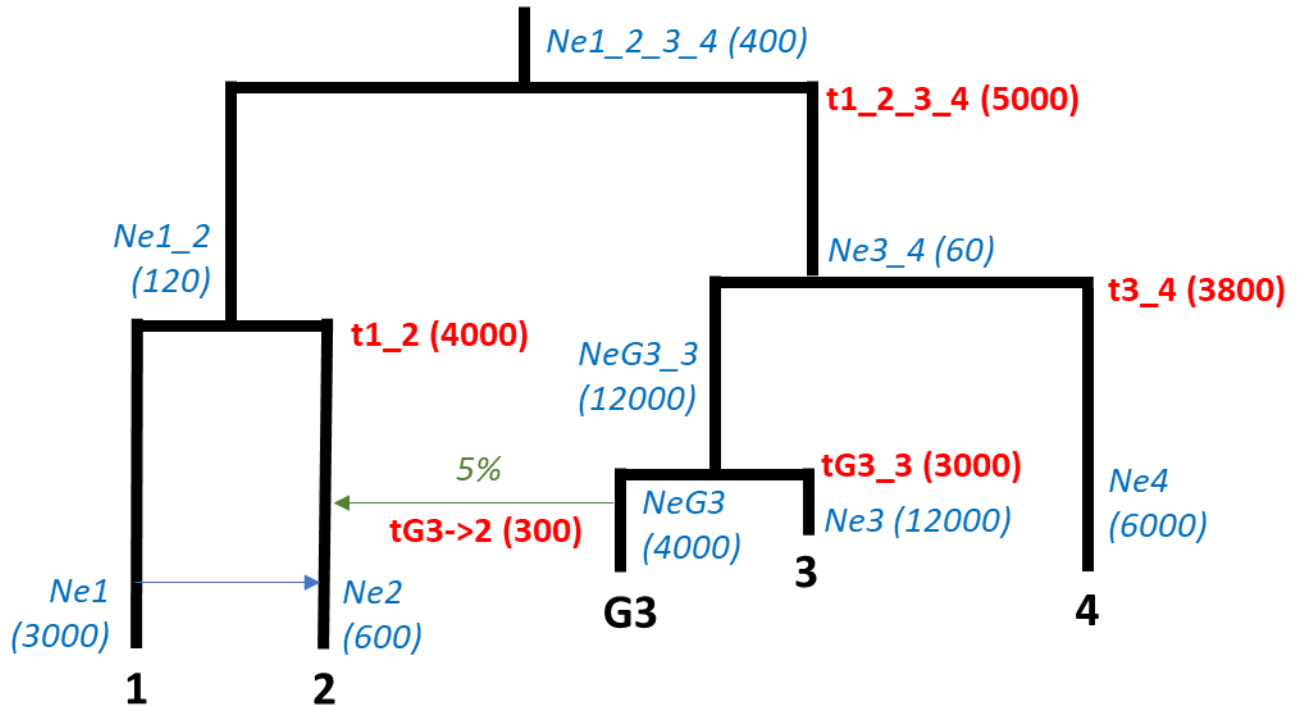 Ne1_2_3_4 (400)
t1_2_3_4 (5000)
Ne1_2
(120)
Ne3_4 (60)
t3_4 (3800)
t1_2 (4000)
NeG3_3
(12000)
5%
tG3_3 (3000)
tG3->2 (300)
NeG3
(4000)
Ne3 (12000)
Ne4
(6000)
Ne1
(3000)
Ne2
(600)
G3
3
4
1
2